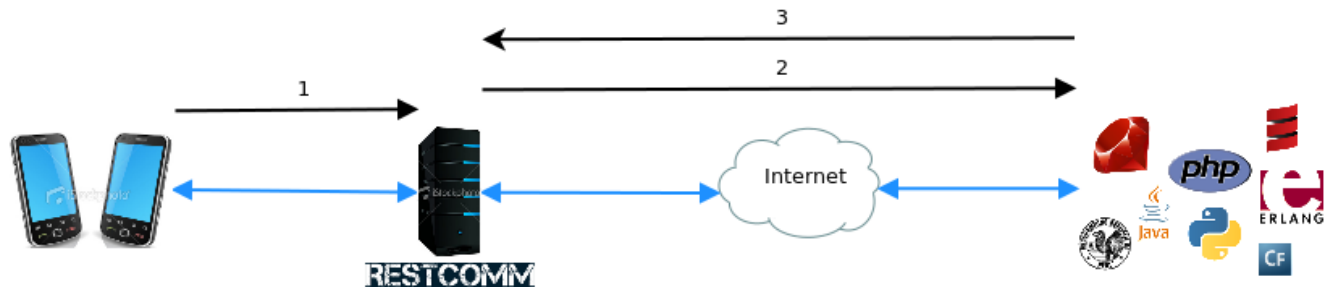 3
2
1
Internet
php
ERLANG
Java
CF
RESTCOMM